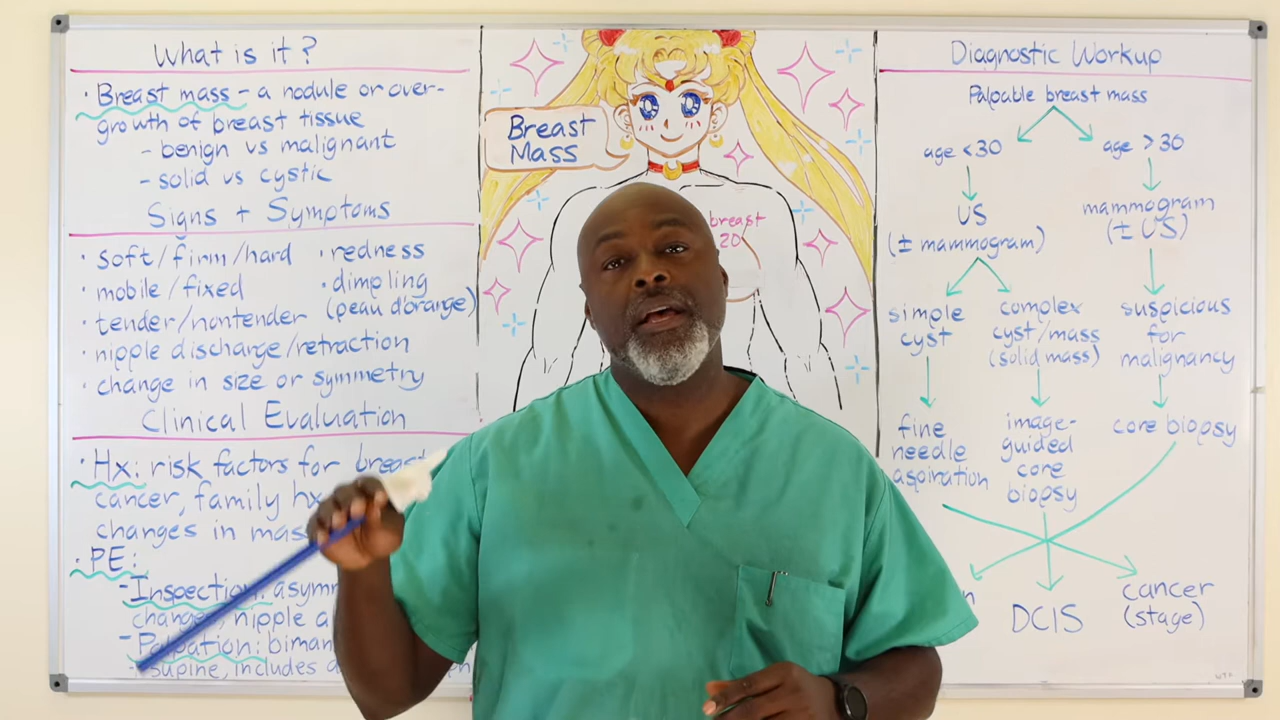 What is it?
· Breast mass - a nodule or over-
growth of breast tissue
- benign vs malignant
- solid vs cystic
Signs + Symptoms
· soft/firm/hard
· mobile/fixed
· tender/nontender
· nipple discharge/retraction
· change in size or symmetry
· redness
· dimpling
(peau d'orange)
Clinical Evaluation
· Hx: risk factors for breast
cancer, family hx
changes in mas
· PE:
- Inspection: asymm
change, nipple a
- Palpation: biman
supine, includes a
Breast
Mass
breast
20
Diagnostic Workup
Palpable breast mass
age <30
US
(± mammogram)
simple
cyst
fine
needle
aspiration
complex
cyst/mass
(solid mass)
image-
guided
core
biopsy
age >30
mammogram
(± US)
suspicious
for
malignancy
core biopsy
n
DCIS
cancer
(stage)